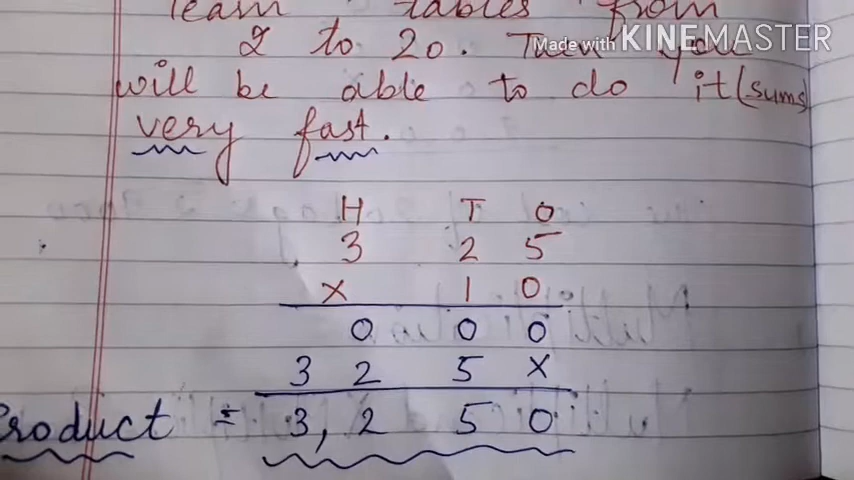 learn tables from
2 to 20. Then you
Made with KINEMASTER
will be able to do it (sums)
very fast.
H T O
3 2 5
× 1 0
0 0 0
3 2 5 ×
Product = 3,2 5 0